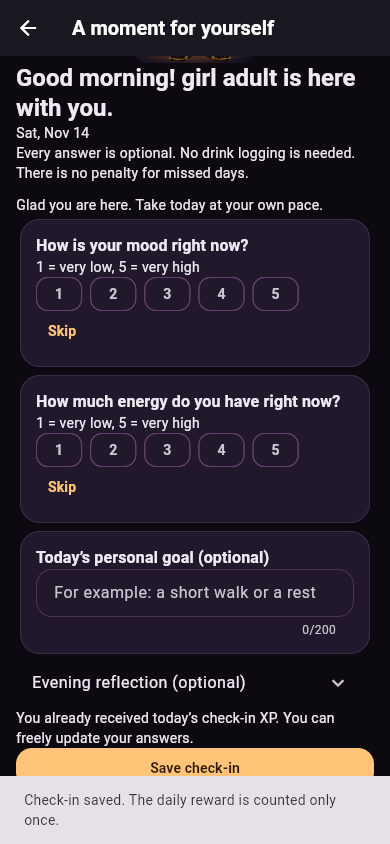 A moment for yourself
Good morning! girl adult is here
with you.
Sat, Nov 14
Every answer is optional. No drink logging is needed.
There is no penalty for missed days.
Glad you are here. Take today at your own pace.
How is your mood right now?
1 = very low, 5 = very high
1 2 3 4 5
Skip
How much energy do you have right now?
1 = very low, 5 = very high
1 2 3 4 5
Skip
Today's personal goal (optional)
For example: a short walk or a rest
0/200
Evening reflection (optional)
You already received today's check-in XP. You can
freely update your answers.
Save check-in
Check-in saved. The daily reward is counted only
once.